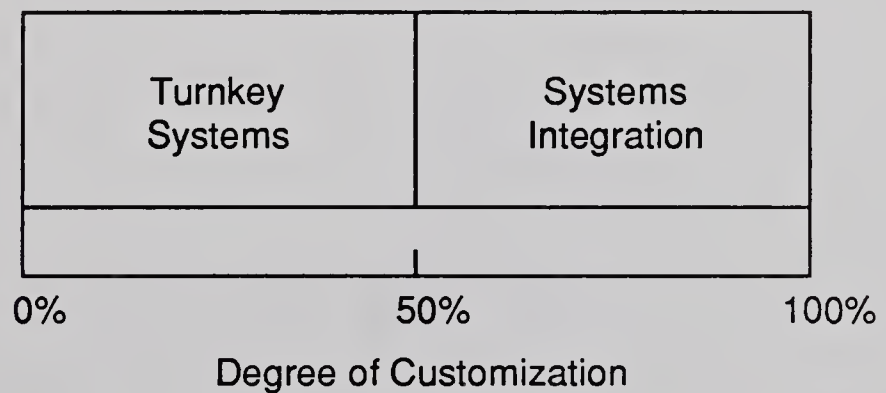 Turnkey
Systems
Systems
Integration
0%
50%
100%
Degree of Customization